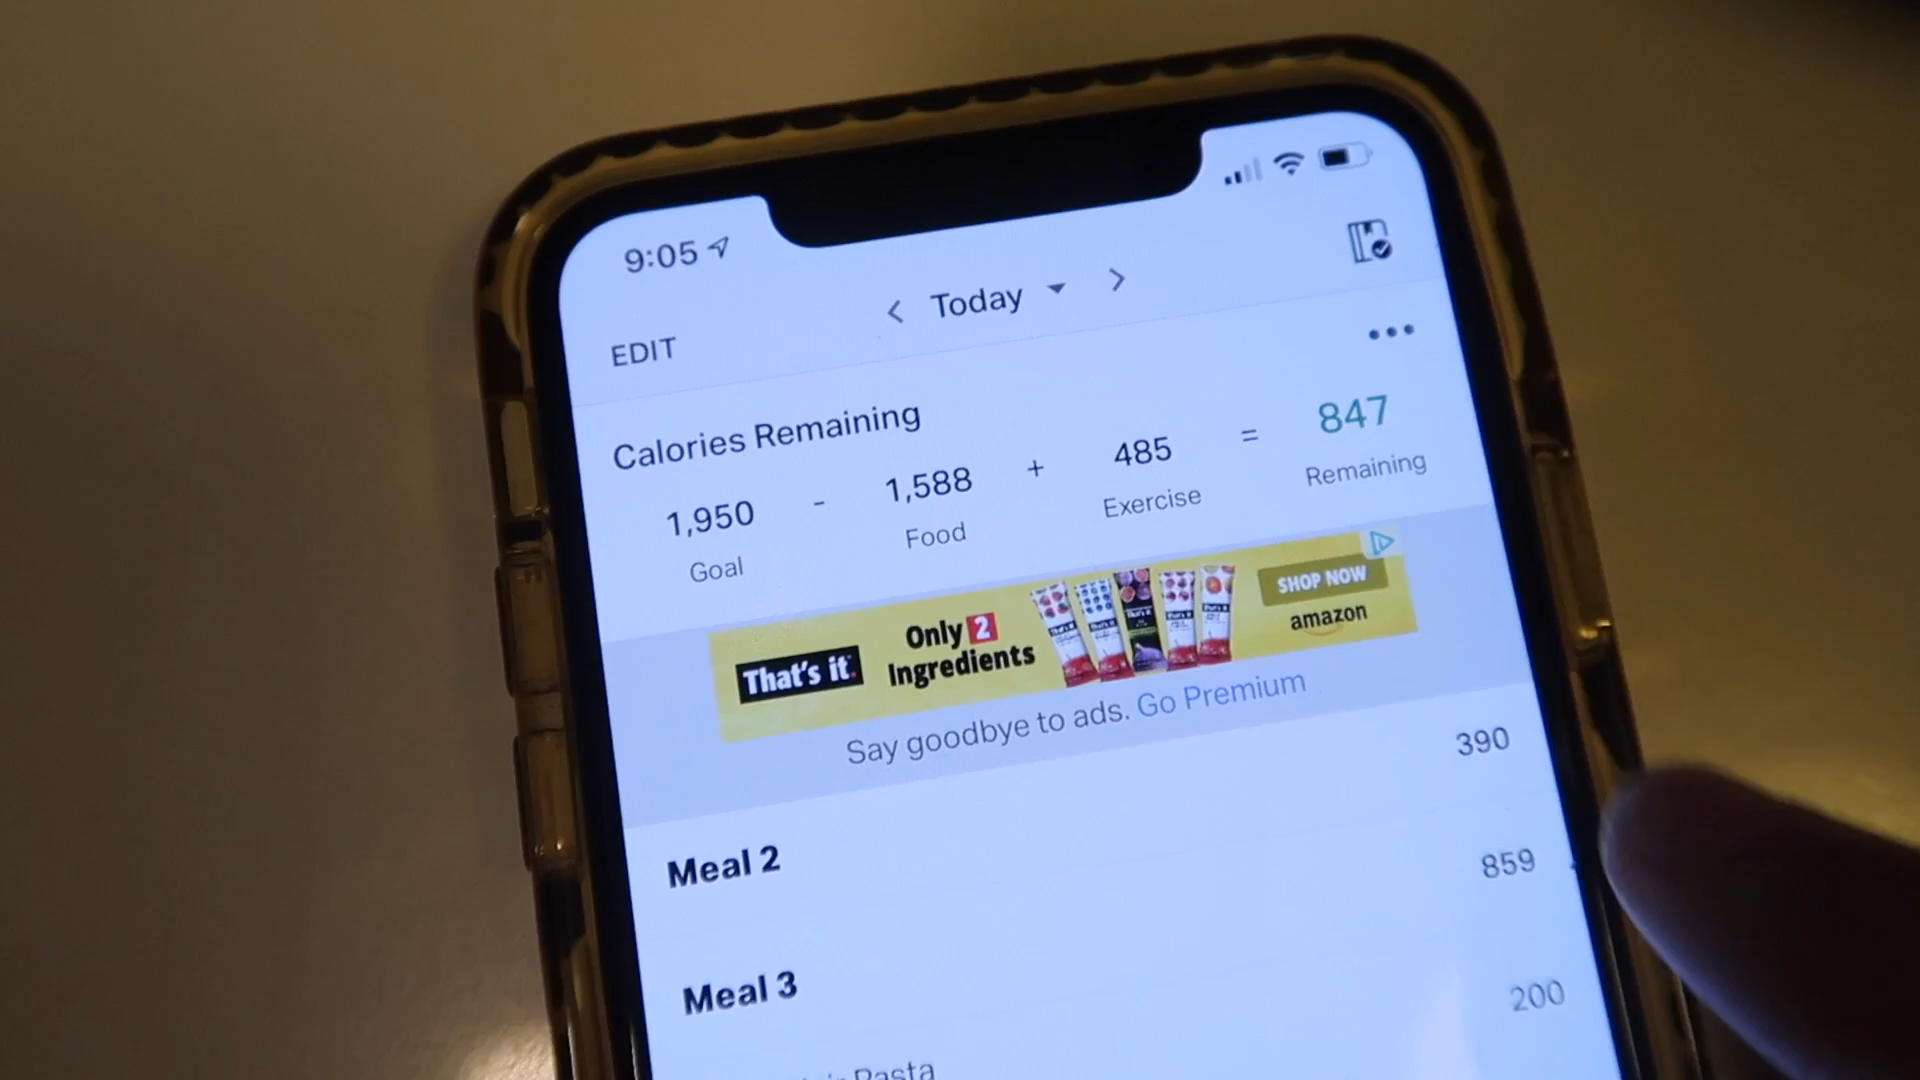 9:05
EDIT
Today
Calories Remaining
1,950 - 1,588 + 485 = 847
Goal Food Exercise Remaining
That's it.
Only 2
Ingredients
SHOP NOW
amazon
Say goodbye to ads. Go Premium
390
Meal 2 859
Meal 3 200
Pasta